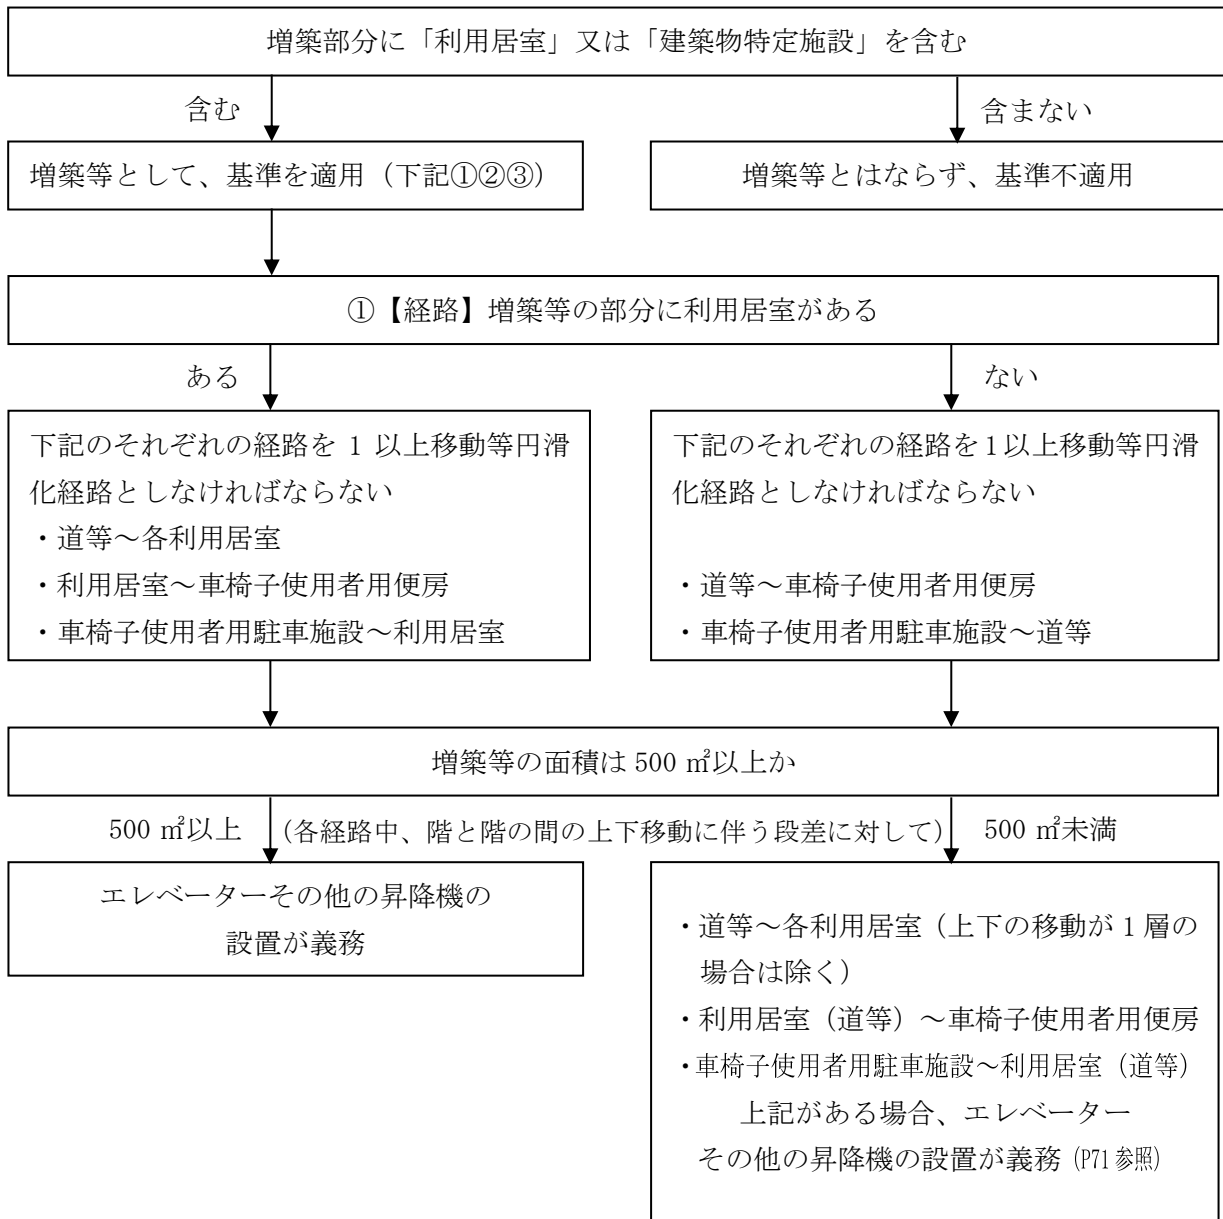 増築部分に「利用居室」又は「建築物特定施設」を含む
含む
含まない
増築等として、基準を適用（下記①②③）
増築等とはならず、基準不適用
①【経路】増築等の部分に利用居室がある
ある
ない
下記のそれぞれの経路を 1 以上移動等円滑
化経路としなければならない
・道等～各利用居室
・利用居室～車椅子使用者用便房
・車椅子使用者用駐車施設～利用居室
下記のそれぞれの経路を1以上移動等円滑
化経路としなければならない
・道等～車椅子使用者用便房
・車椅子使用者用駐車施設～道等
増築等の面積は 500 ㎡以上か
500 ㎡以上
（各経路中、階と階の間の上下移動に伴う段差に対して）
500 ㎡未満
エレベーターその他の昇降機の
設置が義務
・道等～各利用居室（上下の移動が 1 層の
場合は除く）
・利用居室（道等）～車椅子使用者用便房
・車椅子使用者用駐車施設～利用居室（道等）
上記がある場合、エレベーター
その他の昇降機の設置が義務（P71 参照）